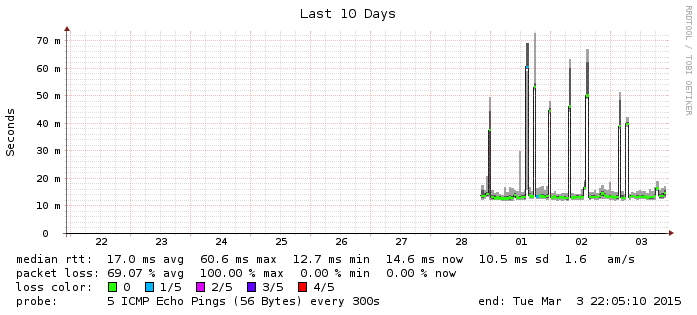 Last 10 Days
RRDTOOL / TOBI OETIKER
Seconds
70 m
60 m
50 m
40 m
30 m
20 m
10 m
0
22 23 24 25 26 27 28 01 02 03
median rtt: 17.0 ms avg 60.6 ms max 12.7 ms min 14.6 ms now 10.5 ms sd 1.6 am/s
packet loss: 69.07 % avg 100.00 % max 0.00 % min 0.00 % now
loss color: 0 1/5 2/5 3/5 4/5
probe: 5 ICMP Echo Pings (56 Bytes) every 300s end: Tue Mar 3 22:05:10 2015